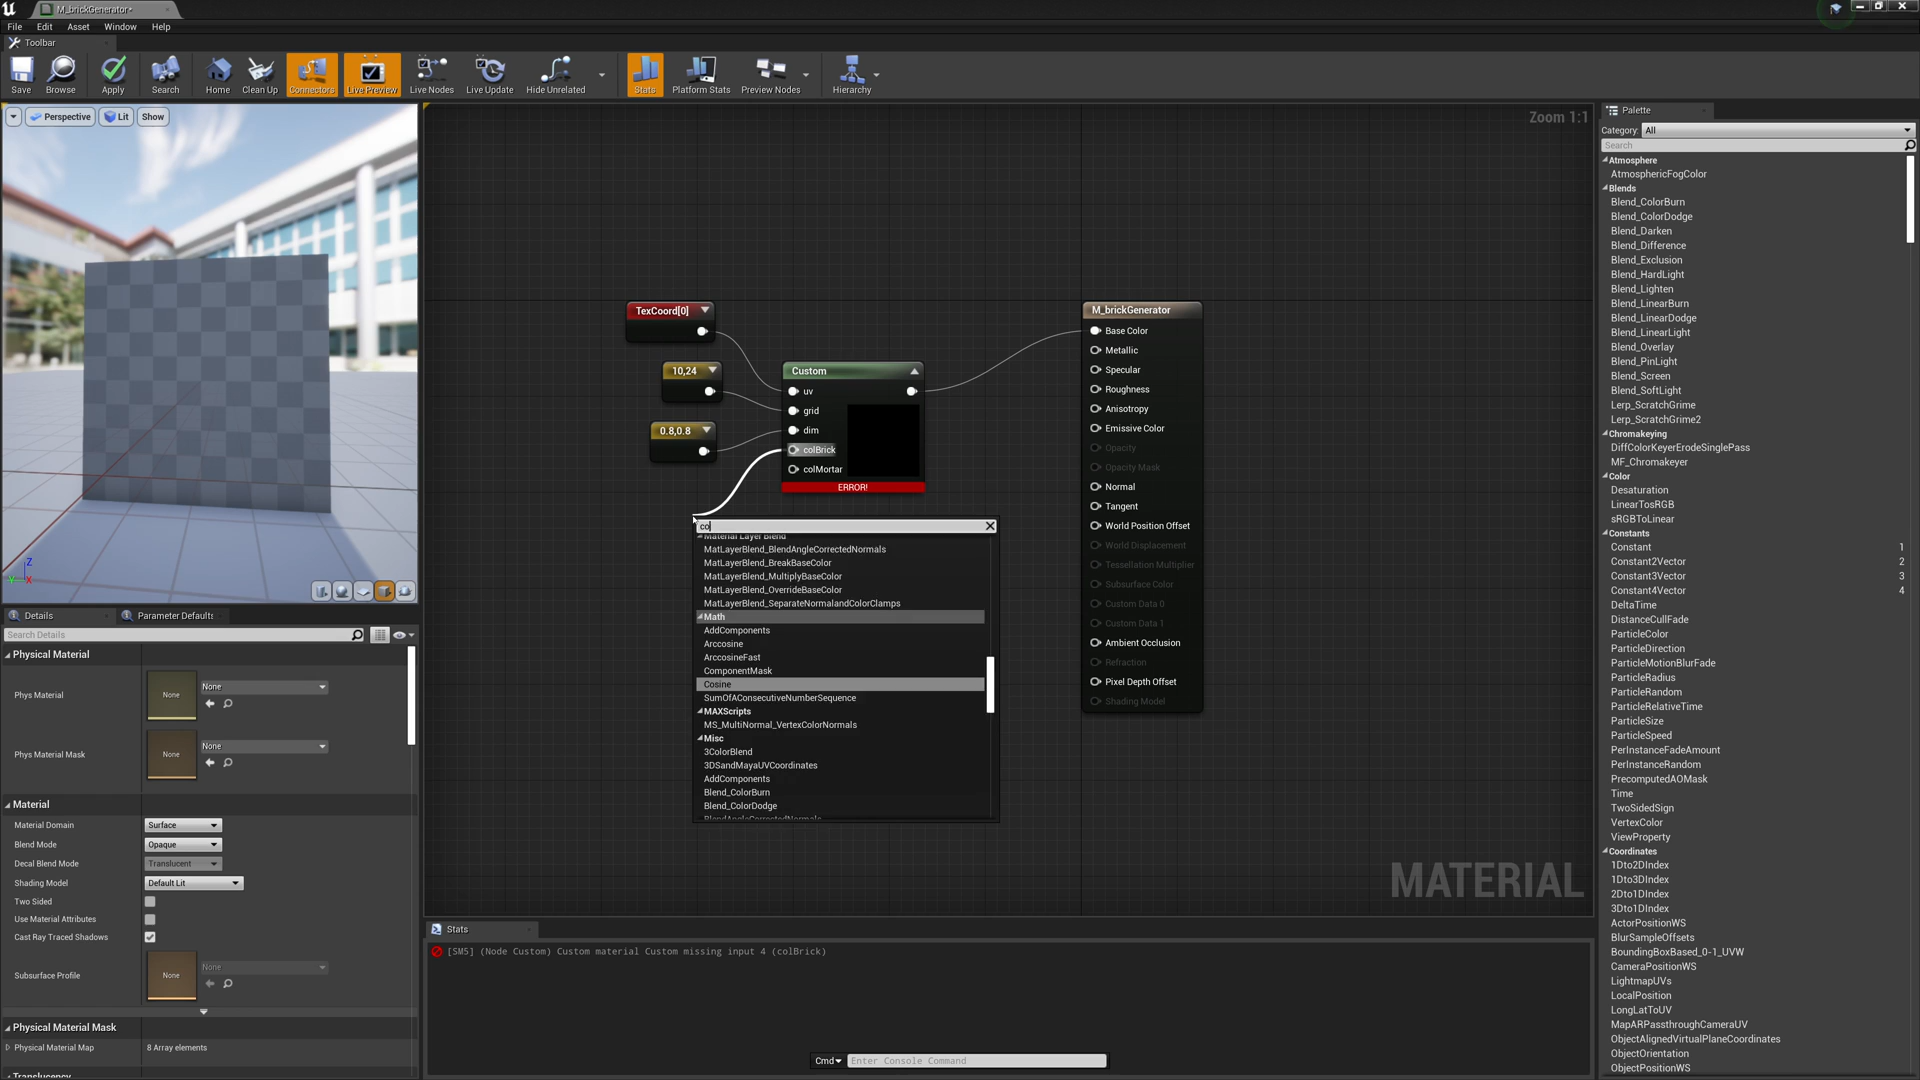 M_brickGenerator*
File Edit Asset Window Help
Toolbar
Save Browse Apply Search Home Clean Up Connectors Live Preview Live Nodes Live Update Hide Unrelated Stats Platform Stats Preview Nodes Hierarchy
Perspective Lit Show
Z
Y X
Zoom 1:1
TexCoord[0]
10,24
0.8,0.8
Custom
uv
grid
dim
colBrick
colMortar
ERROR!
M_brickGenerator
Base Color
Metallic
Specular
Roughness
Anisotropy
Emissive Color
Opacity
Opacity Mask
Normal
Tangent
World Position Offset
World Displacement
Tessellation Multiplier
Subsurface Color
Custom Data 0
Custom Data 1
Ambient Occlusion
Refraction
Pixel Depth Offset
Shading Model
co
Material Layer Blend
MatLayerBlend_BlendAngleCorrectedNormals
MatLayerBlend_BreakBaseColor
MatLayerBlend_MultiplyBaseColor
MatLayerBlend_OverrideBaseColor
MatLayerBlend_SeparateNormalandColorClamps
Math
AddComponents
Arccosine
ArccosineFast
ComponentMask
Cosine
SumOfAConsecutiveNumberSequence
MAXScripts
MS_MultiNormal_VertexColorNormals
Misc
3ColorBlend
3DSandMayaUVCoordinates
AddComponents
Blend_ColorBurn
Blend_ColorDodge
BlendAngleCorrectedNormals
MATERIAL
Details Parameter Defaults
Search Details
Physical Material
Phys Material None None
Phys Material Mask None None
Material
Material Domain Surface
Blend Mode Opaque
Decal Blend Mode Translucent
Shading Model Default Lit
Two Sided
Use Material Attributes
Cast Ray Traced Shadows
Subsurface Profile None None
Physical Material Mask
Physical Material Map 8 Array elements
Translucency
Stats
[SM5] (Node Custom) Custom material Custom missing input 4 (colBrick)
Cmd Enter Console Command
Palette
Category: All
Search
Atmosphere
AtmosphericFogColor
Blends
Blend_ColorBurn
Blend_ColorDodge
Blend_Darken
Blend_Difference
Blend_Exclusion
Blend_HardLight
Blend_Lighten
Blend_LinearBurn
Blend_LinearDodge
Blend_LinearLight
Blend_Overlay
Blend_PinLight
Blend_Screen
Blend_SoftLight
Lerp_ScratchGrime
Lerp_ScratchGrime2
Chromakeying
DiffColorKeyerErodeSinglePass
MF_Chromakeyer
Color
Desaturation
LinearTosRGB
sRGBToLinear
Constants
Constant 1
Constant2Vector 2
Constant3Vector 3
Constant4Vector 4
DeltaTime
DistanceCullFade
ParticleColor
ParticleDirection
ParticleMotionBlurFade
ParticleRadius
ParticleRandom
ParticleRelativeTime
ParticleSize
ParticleSpeed
PerInstanceFadeAmount
PerInstanceRandom
PrecomputedAOMask
Time
TwoSidedSign
VertexColor
ViewProperty
Coordinates
1Dto2DIndex
1Dto3DIndex
2Dto1DIndex
3Dto1DIndex
ActorPositionWS
BlurSampleOffsets
BoundingBoxBased_0-1_UVW
CameraPositionWS
LightmapUVs
LocalPosition
LongLatToUV
MapARPassthroughCameraUV
ObjectAlignedVirtualPlaneCoordinates
ObjectOrientation
ObjectPositionWS